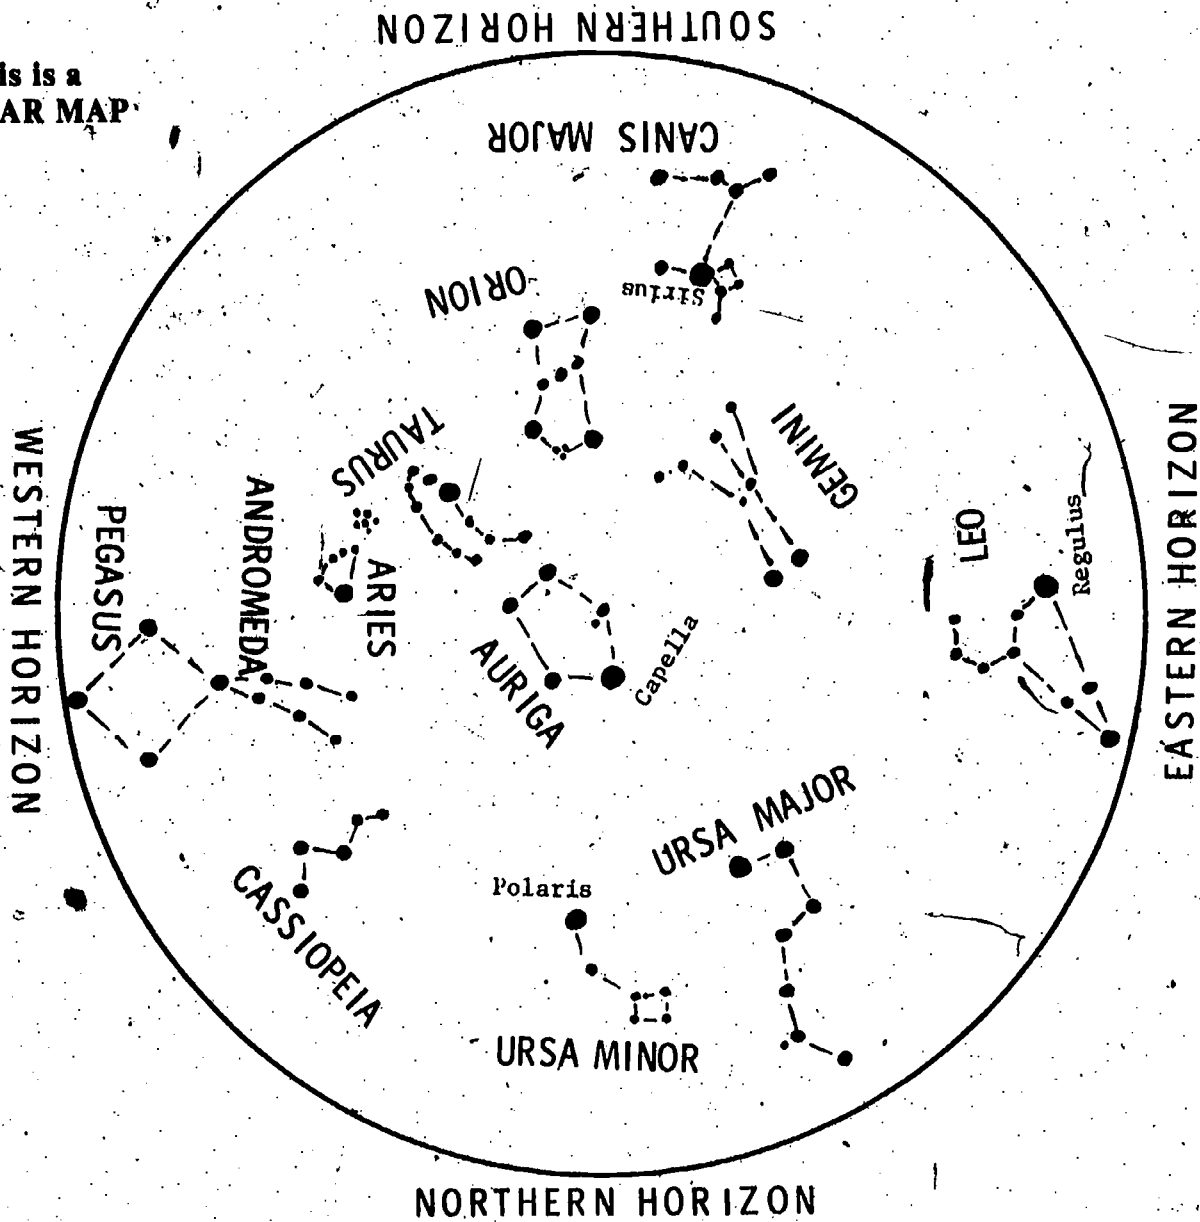 SOUTHERN HORIZON
is is a
AR MAP
CANIS MAJOR
Sirius
ORION
TAURUS
GEMINI
WESTERN HORIZON
PEGASUS
ANDROMEDA
ARIES
AURIGA
Capella
LEO
Regulus
EASTERN HORIZON
URSA MAJOR
CASSIOPEIA
Polaris
URSA MINOR
NORTHERN HORIZON